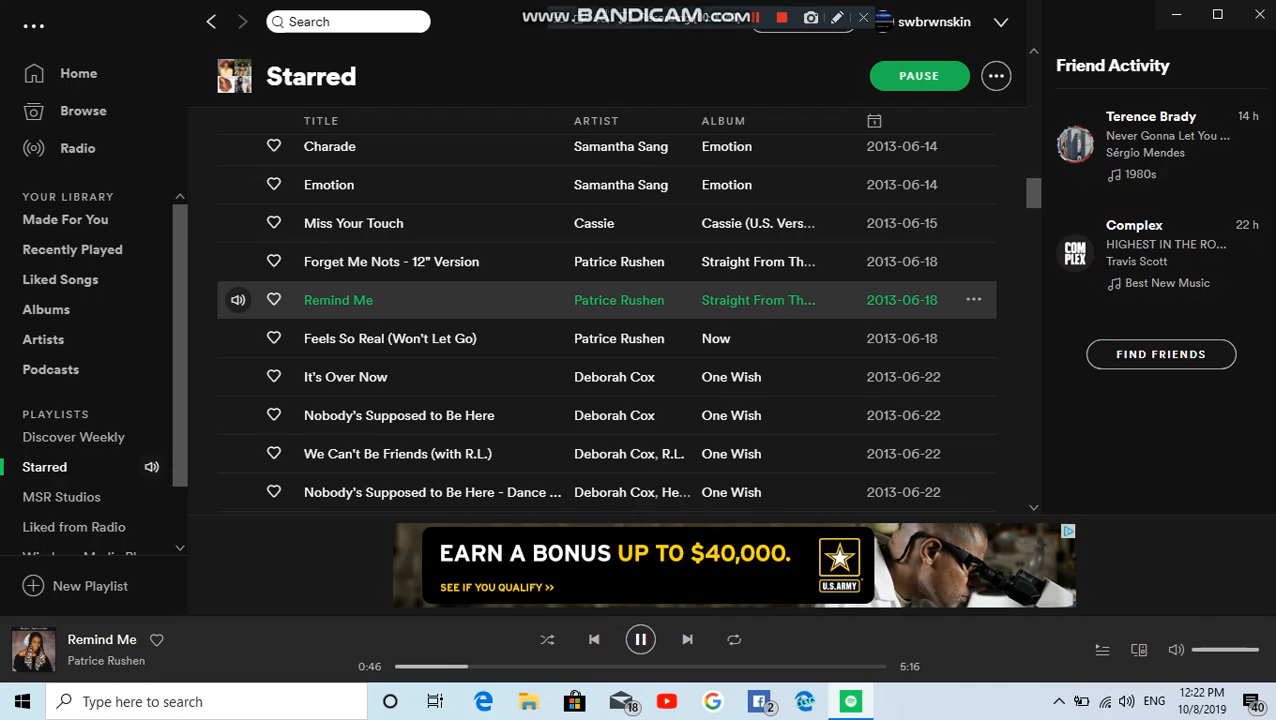 www.BANDICAM.com
Search
swbrwnskin
Home
Browse
Radio
YOUR LIBRARY
Made For You
Recently Played
Liked Songs
Albums
Artists
Podcasts
PLAYLISTS
Discover Weekly
Starred
MSR Studios
Liked from Radio
New Playlist
Starred
PAUSE
TITLE ARTIST ALBUM
Charade Samantha Sang Emotion 2013-06-14
Emotion Samantha Sang Emotion 2013-06-14
Miss Your Touch Cassie Cassie (U.S. Vers... 2013-06-15
Forget Me Nots - 12" Version Patrice Rushen Straight From Th... 2013-06-18
Remind Me Patrice Rushen Straight From Th... 2013-06-18
Feels So Real (Won't Let Go) Patrice Rushen Now 2013-06-18
It's Over Now Deborah Cox One Wish 2013-06-22
Nobody's Supposed to Be Here Deborah Cox One Wish 2013-06-22
We Can't Be Friends (with R.L.) Deborah Cox, R.L. One Wish 2013-06-22
Nobody's Supposed to Be Here - Dance ... Deborah Cox, He... One Wish 2013-06-22
Friend Activity
Terence Brady 14 h
Never Gonna Let You ...
Sérgio Mendes
1980s
Complex 22 h
HIGHEST IN THE RO...
Travis Scott
Best New Music
COM
PLEX
FIND FRIENDS
EARN A BONUS UP TO $40,000.
SEE IF YOU QUALIFY >>
U.S.ARMY
Remind Me
Patrice Rushen
0:46 5:16
Type here to search
18
2
ENG
12:22 PM
10/8/2019
40